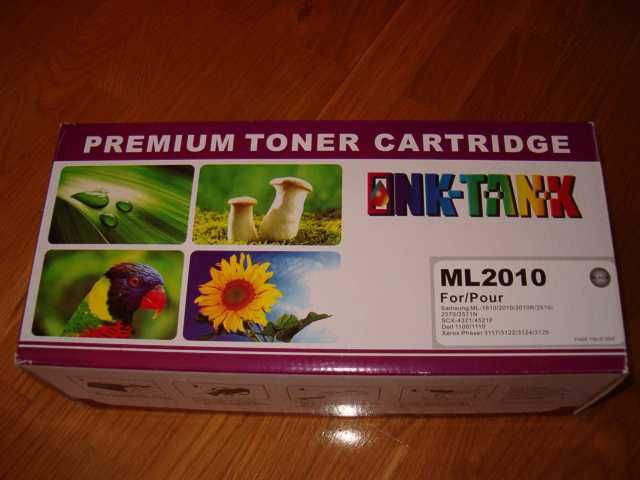 PREMIUM TONER CARTRIDGE
INK-TANK
ML2010
For/Pour
Samsung ML-1610/2010/2010R/2510/
2570/2571N
SCX-4321/4521F
Dell 1100/1110
Xerox Phaser 3117/3122/3124/3125